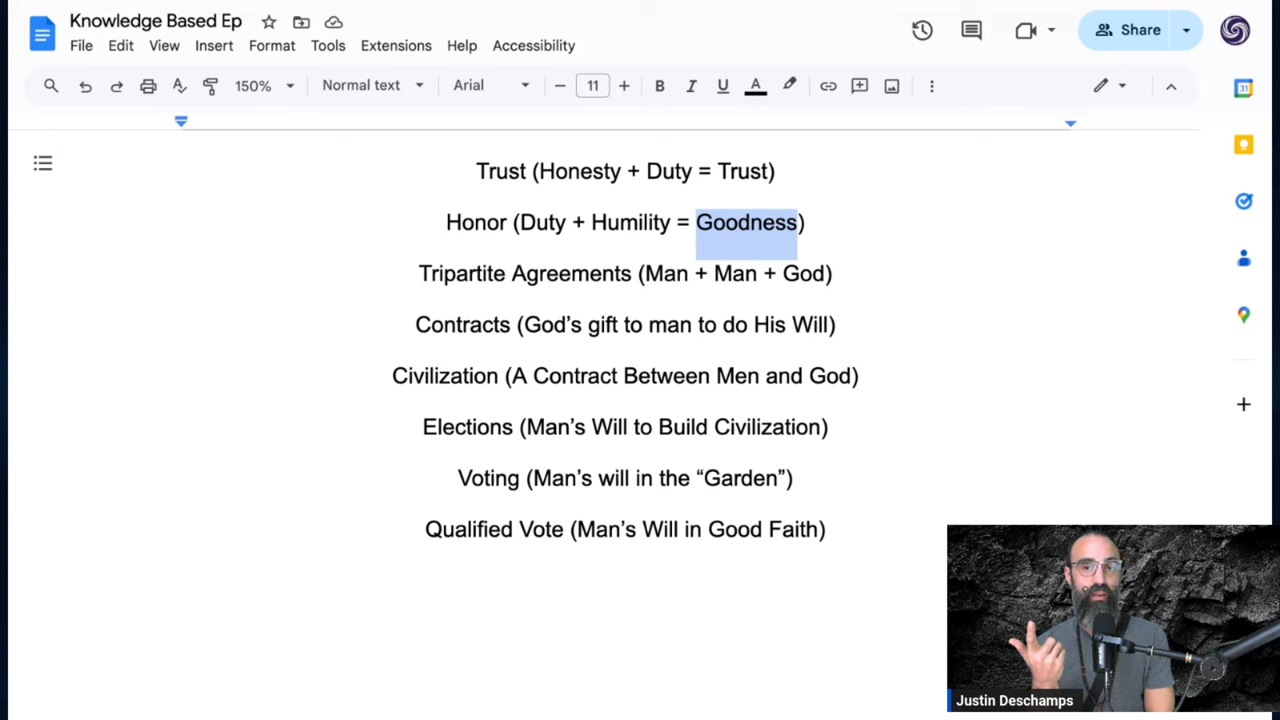 Knowledge Based Ep
File Edit View Insert Format Tools Extensions Help Accessibility
Share
150% Normal text Arial 11 B I U A
31
Trust (Honesty + Duty = Trust)
Honor (Duty + Humility = Goodness)
Tripartite Agreements (Man + Man + God)
Contracts (God’s gift to man to do His Will)
Civilization (A Contract Between Men and God)
Elections (Man’s Will to Build Civilization)
Voting (Man’s will in the “Garden”)
Qualified Vote (Man’s Will in Good Faith)
Justin Deschamps